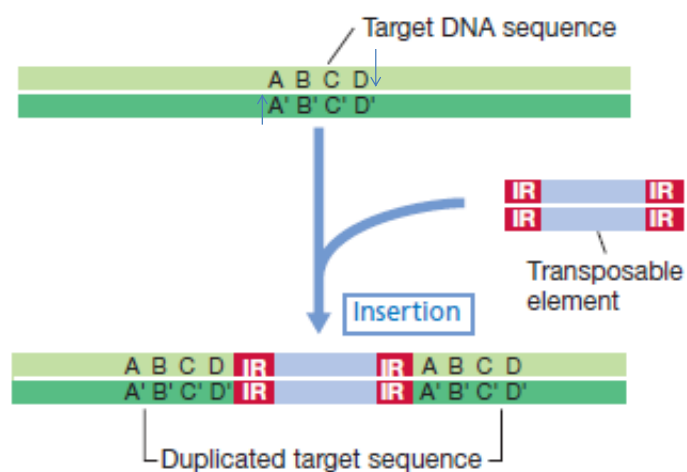 Target DNA sequence
A B C D
A' B' C' D'
IR IR
IR IR
Transposable
element
Insertion
A B C D IR IR A B C D
A' B' C' D' IR IR A' B' C' D'
Duplicated target sequence